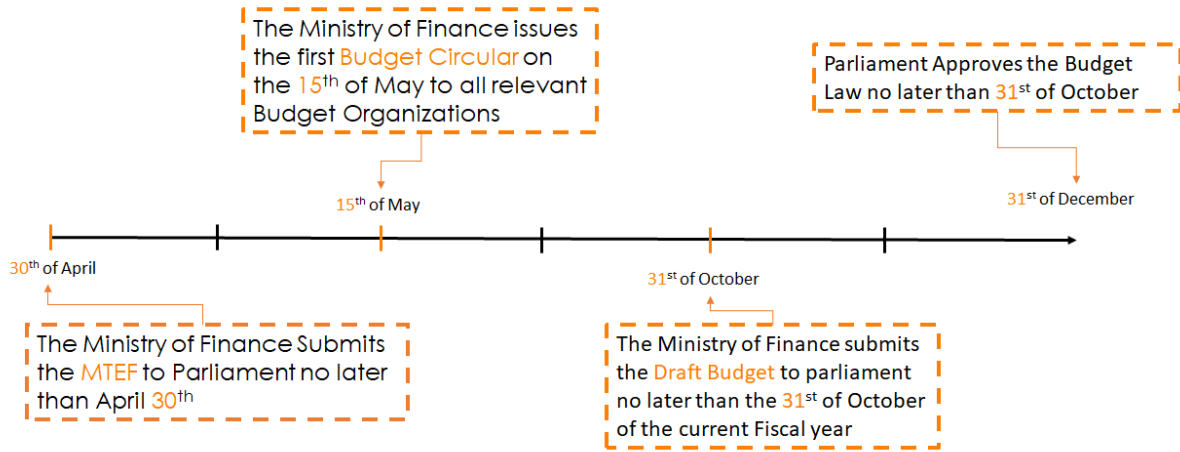 The Ministry of Finance issues
the first Budget Circular on
the 15th of May to all relevant
Budget Organizations
Parliament Approves the Budget
Law no later than 31st of October
15th of May
31st of December
30th of April
31st of October
The Ministry of Finance Submits
the MTEF to Parliament no later
than April 30th
The Ministry of Finance submits
the Draft Budget to parliament
no later than the 31st of October
of the current Fiscal year